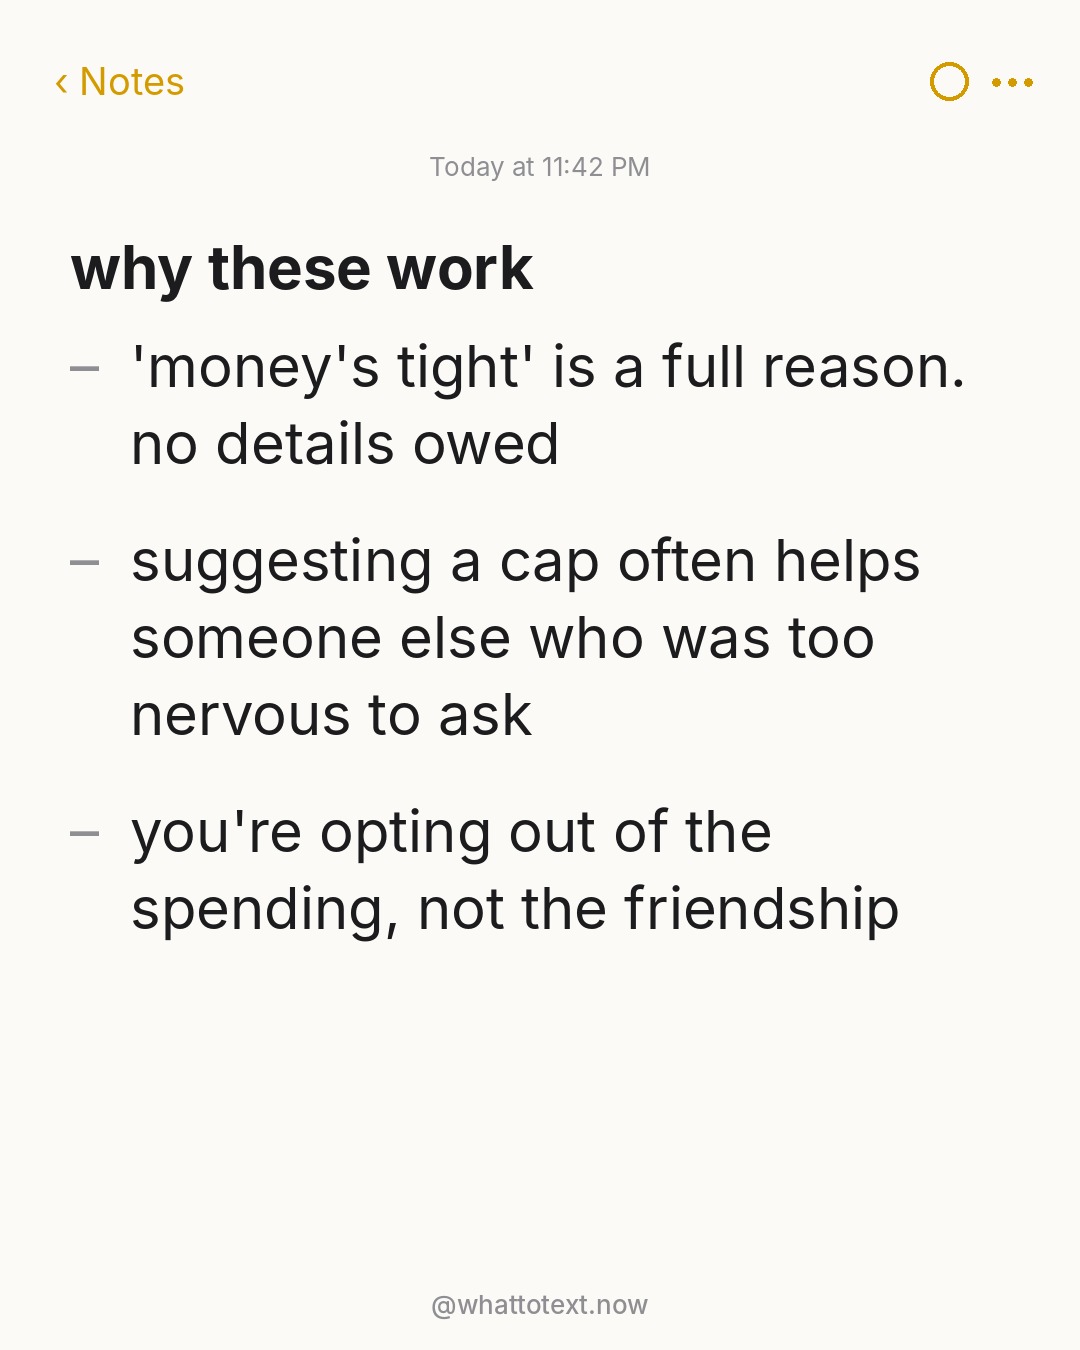 ‹ Notes
Today at 11:42 PM
why these work
– 'money's tight' is a full reason.
no details owed
– suggesting a cap often helps
someone else who was too
nervous to ask
– you're opting out of the
spending, not the friendship
@whattotext.now